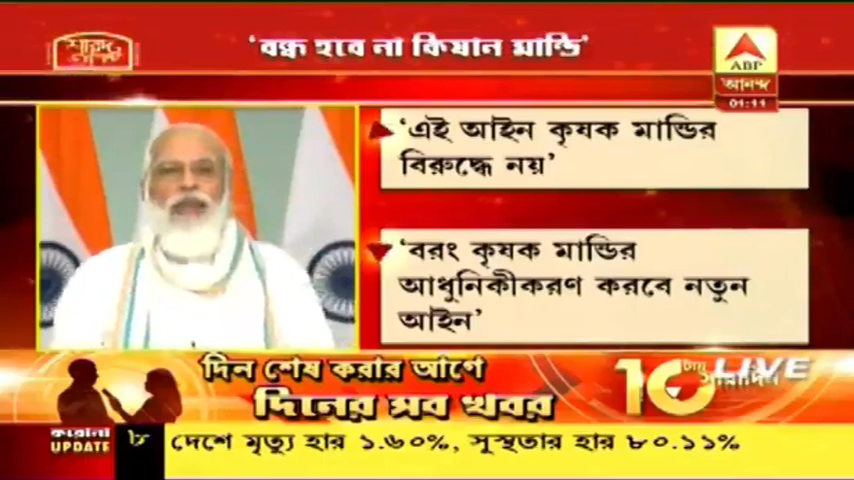 ‘বন্ধ হবে না কিষান মান্ডি’
ABP
আনন্দ
01:11
‘এই আইন কৃষক মান্ডির
বিরুদ্ধে নয়’
‘বরং কৃষক মান্ডির
আধুনিকীকরণ করবে নতুন
আইন’
দিন শেষ করার আগে
দিনের সব খবর
10
LIVE
করোনা
UPDATE
৮
দেশে মৃত্যু হার ১.৬০%, সুস্থতার হার ৮০.১১%